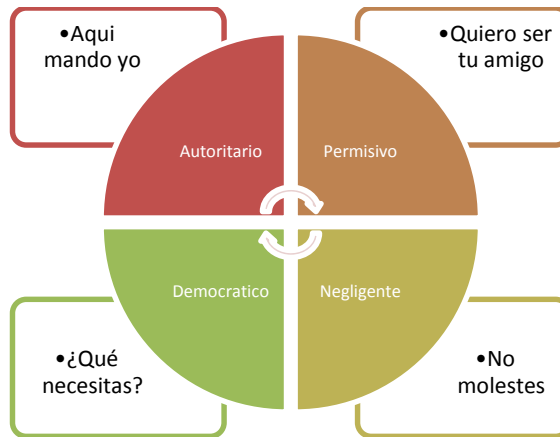 •Aqui
mando yo
•Quiero ser
tu amigo
Autoritario
Permisivo
Democratico
Negligente
•¿Qué
necesitas?
•No
molestes